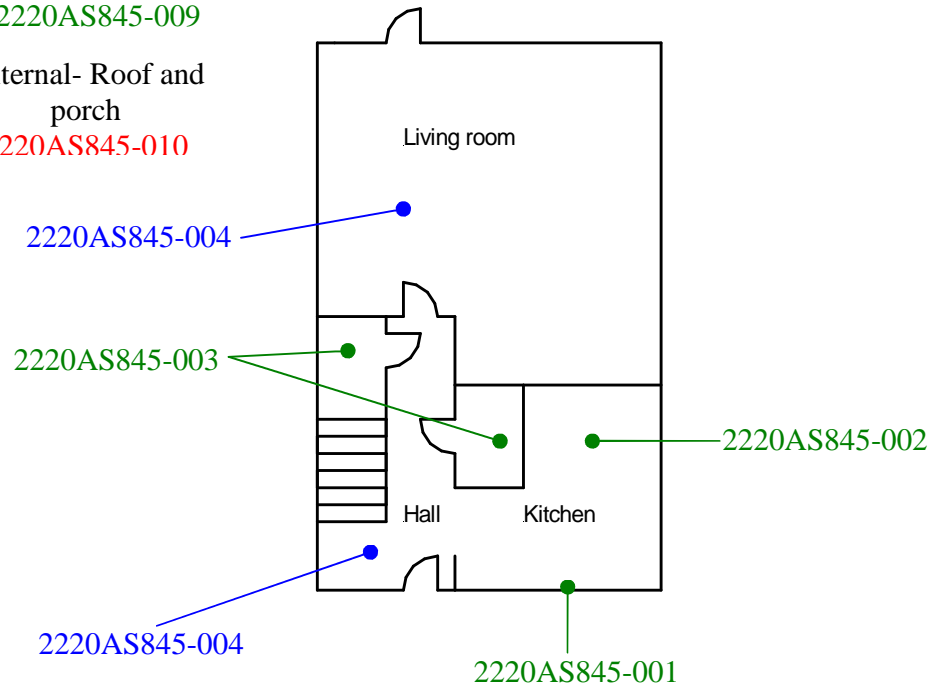 2220AS845-009
ternal- Roof and
porch
220AS845-010
Living room
2220AS845-004
2220AS845-003
2220AS845-002
Hall
Kitchen
2220AS845-004
2220AS845-001